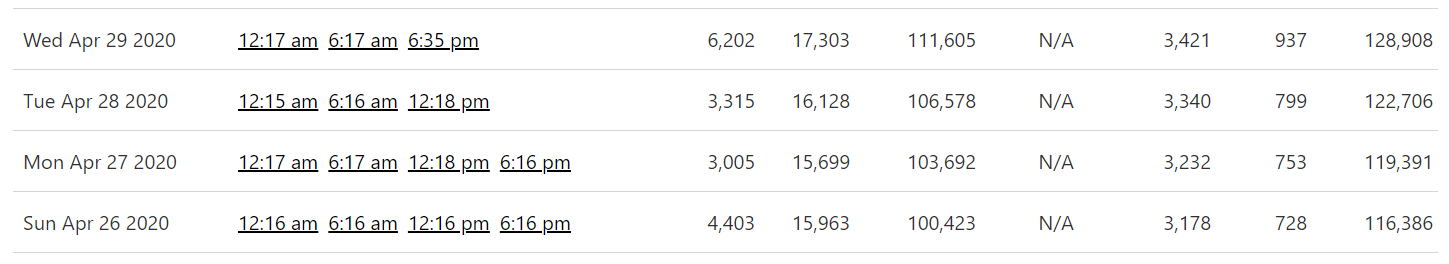 Wed Apr 29 2020 12:17 am 6:17 am 6:35 pm 6,202 17,303 111,605 N/A 3,421 937 128,908
Tue Apr 28 2020 12:15 am 6:16 am 12:18 pm 3,315 16,128 106,578 N/A 3,340 799 122,706
Mon Apr 27 2020 12:17 am 6:17 am 12:18 pm 6:16 pm 3,005 15,699 103,692 N/A 3,232 753 119,391
Sun Apr 26 2020 12:16 am 6:16 am 12:16 pm 6:16 pm 4,403 15,963 100,423 N/A 3,178 728 116,386